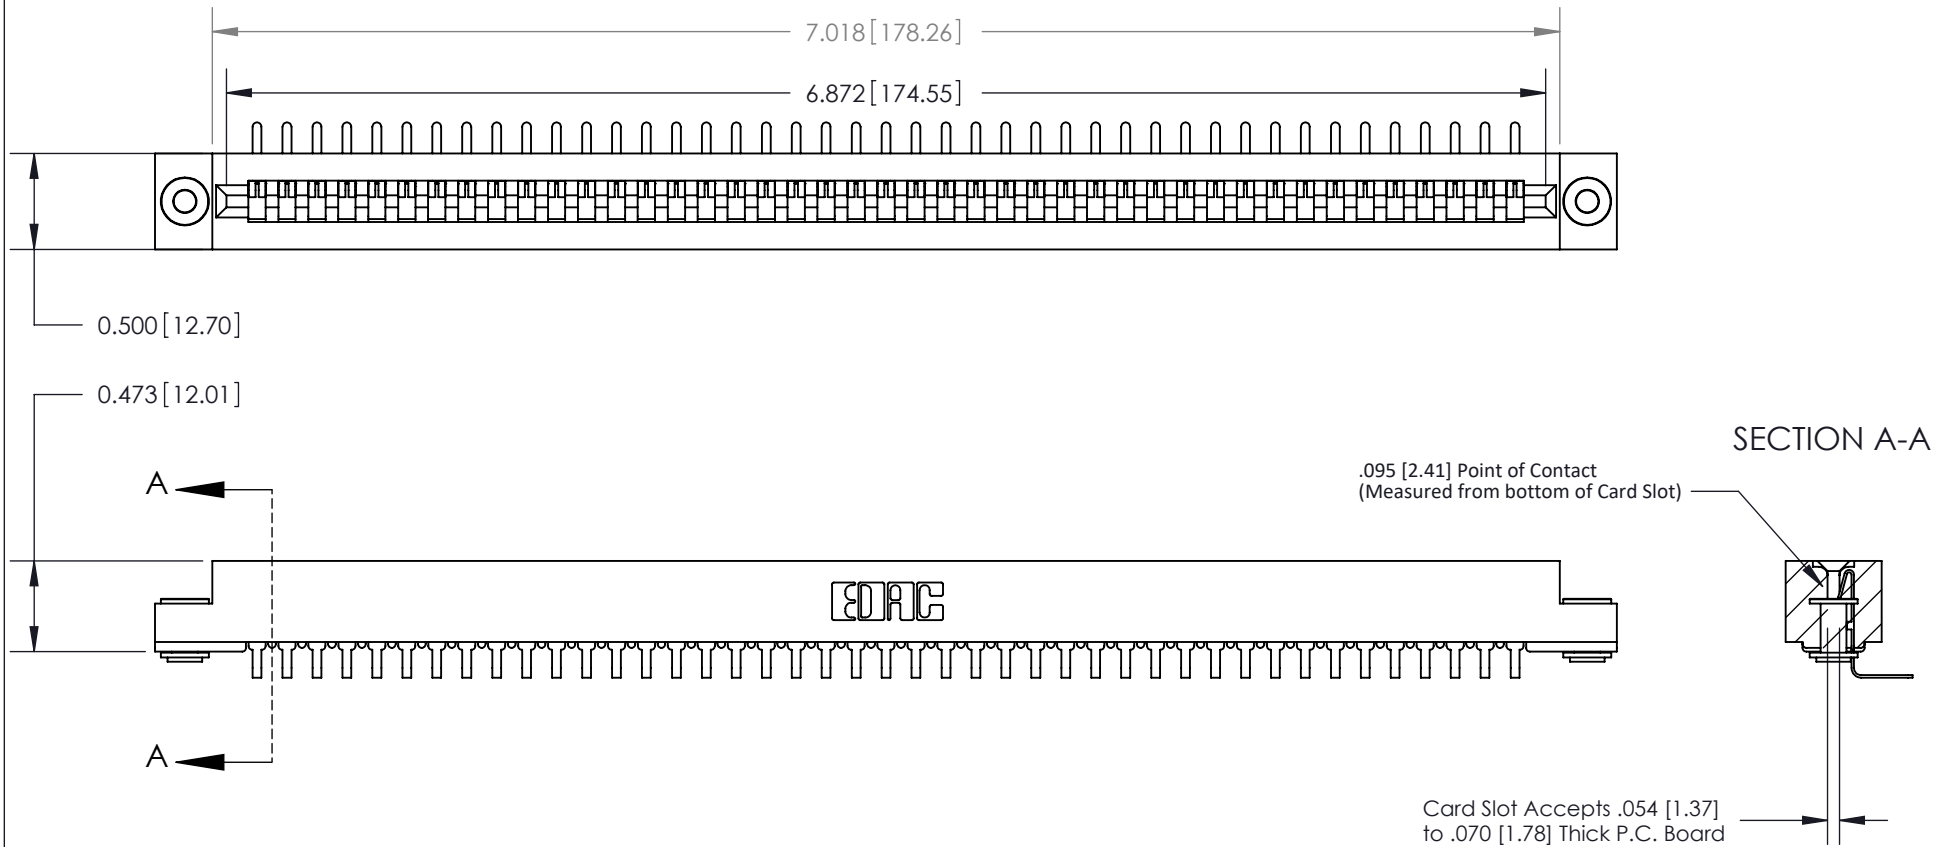 7.018[178.26]
6.872[174.55]
0.500[12.70]
0.473[12.01]
SECTION A-A
.095 [2.41] Point of Contact
(Measured from bottom of Card Slot)
A
EDAC
A
Card Slot Accepts .054 [1.37]
to .070 [1.78] Thick P.C. Board